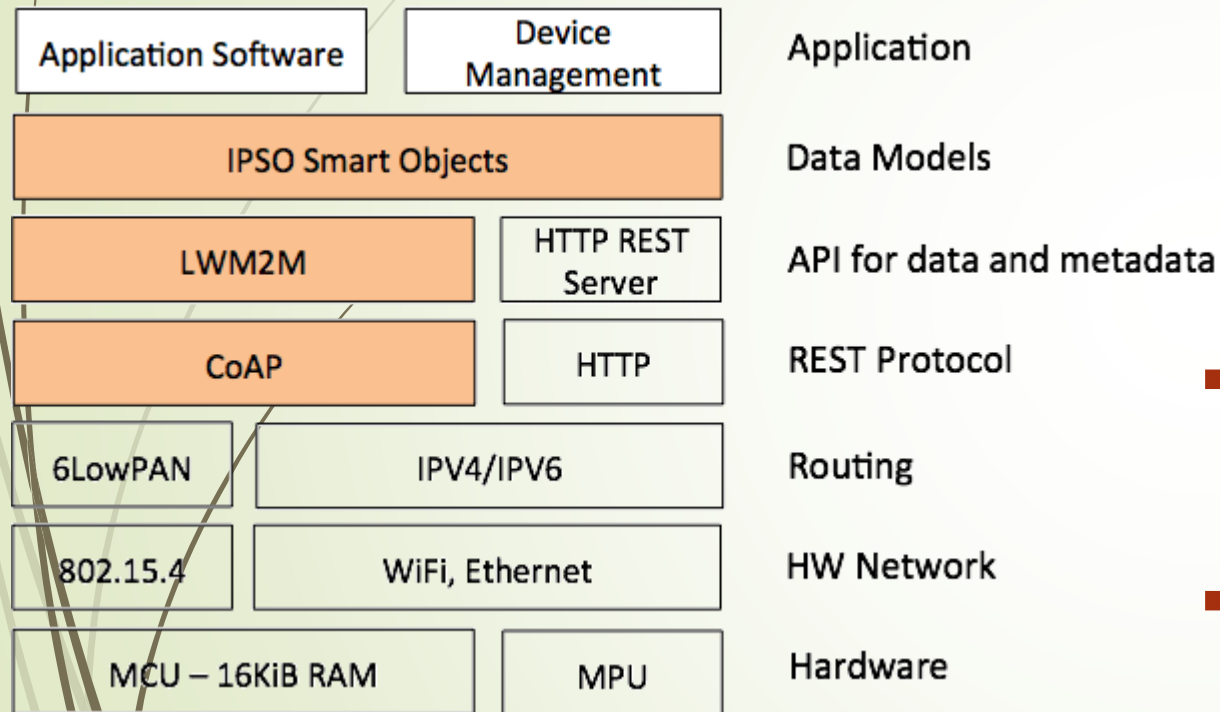 Application Software
Device
Management
Application
IPSO Smart Objects
Data Models
LWM2M
HTTP REST
Server
API for data and metadata
CoAP
HTTP
REST Protocol
6LowPAN
IPV4/IPV6
Routing
802.15.4
WiFi, Ethernet
HW Network
MCU – 16KiB RAM
MPU
Hardware